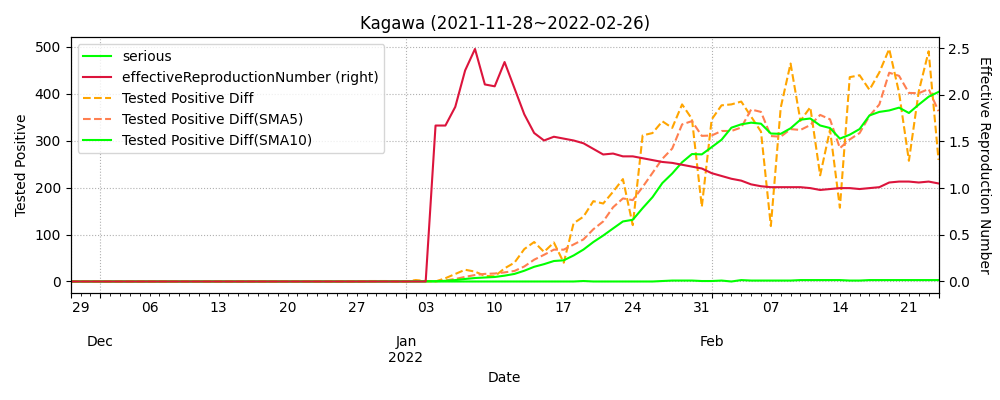 Kagawa (2021-11-28~2022-02-26)
serious
effectiveReproductionNumber (right)
Tested Positive Diff
Tested Positive Diff(SMA5)
Tested Positive Diff(SMA10)
Tested Positive
500
400
300
200
100
0
2.5
2.0
1.5
1.0
0.5
0.0
Effective Reproduction Number
29 06 13 20 27 03 10 17 24 31 07 14 21
Dec Jan Feb
2022
Date